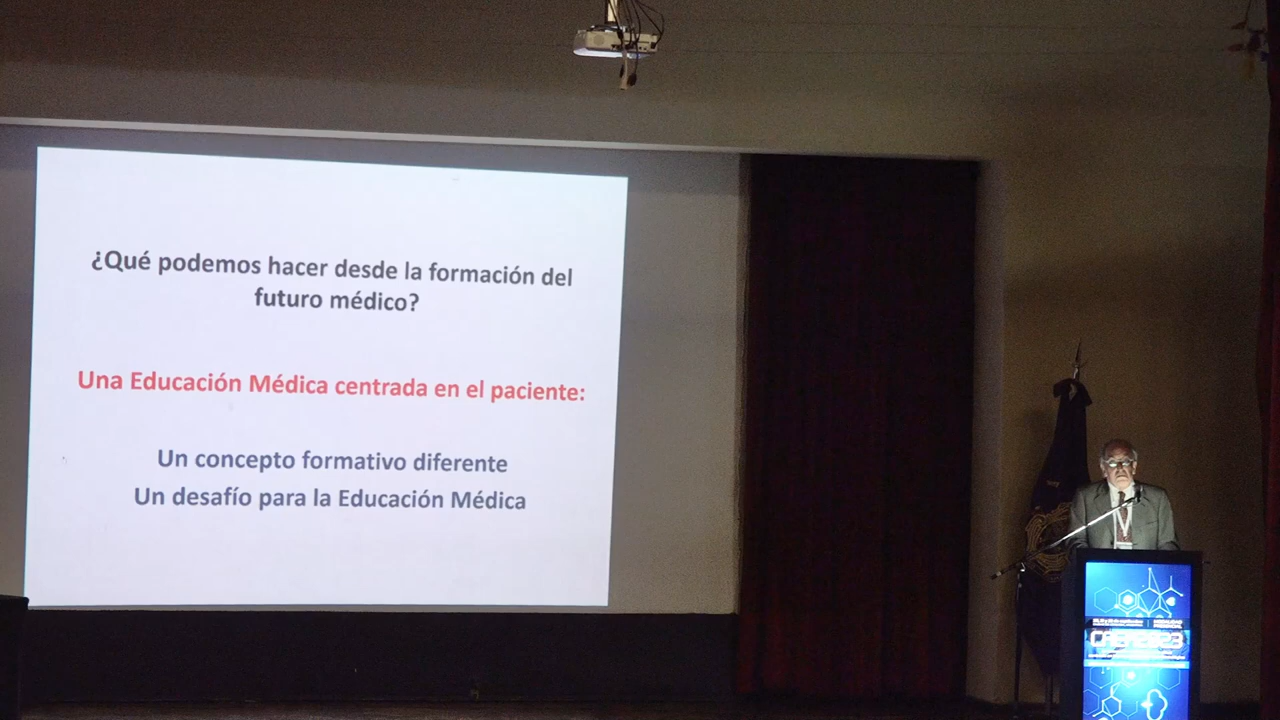 ¿Qué podemos hacer desde la formación del
futuro médico?
Una Educación Médica centrada en el paciente:
Un concepto formativo diferente
Un desafío para la Educación Médica